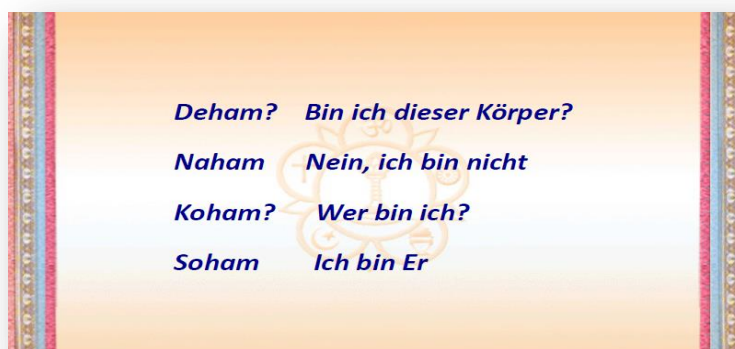 Deham? Bin ich dieser Körper?
Naham Nein, ich bin nicht
Koham? Wer bin ich?
Soham Ich bin Er